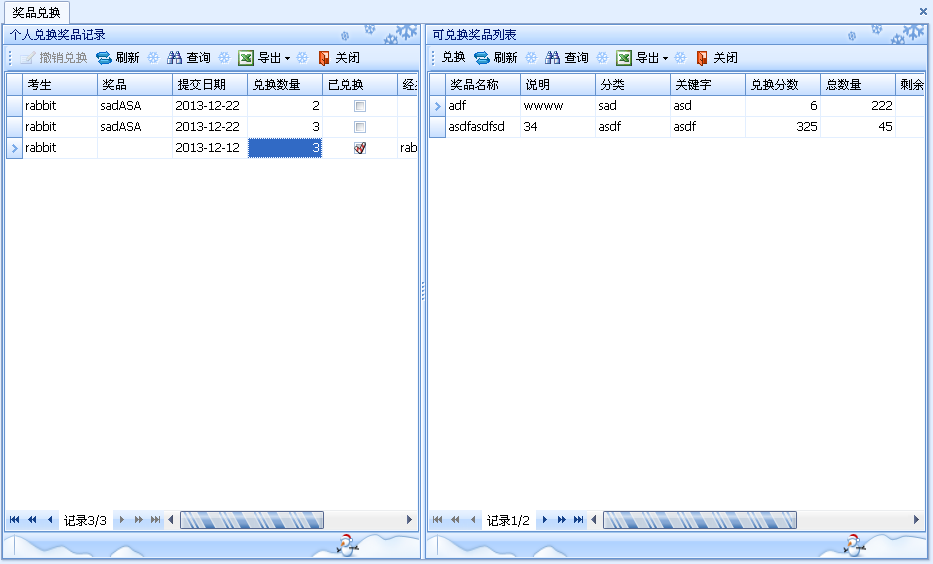 奖品兑换
个人兑换奖品记录
撤销兑换 刷新 查询 导出 关闭
考生 奖品 提交日期 兑换数量 已兑换
rabbit sadASA 2013-12-22 2
rabbit sadASA 2013-12-22 3
rabbit 2013-12-12 3 rab
记录3/3
可兑换奖品列表
兑换 刷新 查询 导出 关闭
奖品名称 说明 分类 关键字 兑换分数 总数量 剩余
adf wwww sad asd 6 222
asdfasdfsd 34 asdf asdf 325 45
记录1/2